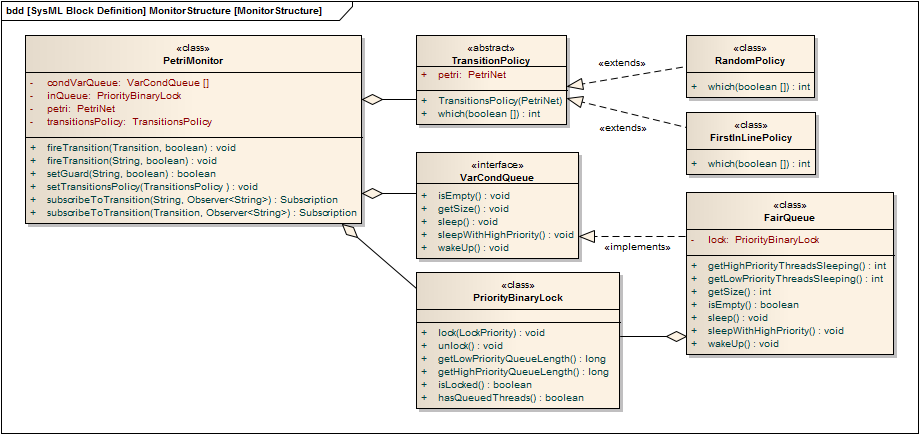 bdd [SysML Block Definition] MonitorStructure [MonitorStructure]
«class»
PetriMonitor
- condVarQueue: VarCondQueue []
- inQueue: PriorityBinaryLock
- petri: PetriNet
- transitionsPolicy: TransitionsPolicy
+ fireTransition(Transition, boolean) : void
+ fireTransition(String, boolean) : void
+ setGuard(String, boolean) : boolean
+ setTransitionsPolicy(TransitionsPolicy ) : void
+ subscribeToTransition(String, Observer<String>) : Subscription
+ subscribeToTransition(Transition, Observer<String>) : Subscription
«abstract»
TransitionPolicy
+ petri: PetriNet
+ TransitionsPolicy(PetriNet)
+ which(boolean []) : int
«extends»
«extends»
«class»
RandomPolicy
+ which(boolean []) : int
«class»
FirstInLinePolicy
+ which(boolean []) : int
«interface»
VarCondQueue
+ isEmpty() : void
+ getSize() : void
+ sleep() : void
+ sleepWithHighPriority() : void
+ wakeUp() : void
«implements»
«class»
FairQueue
- lock: PriorityBinaryLock
+ getHighPriorityThreadsSleeping() : int
+ getLowPriorityThreadsSleeping() : int
+ getSize() : int
+ isEmpty() : boolean
+ sleep() : void
+ sleepWithHighPriority() : void
+ wakeUp() : void
«class»
PriorityBinaryLock
+ lock(LockPriority) : void
+ unlock() : void
+ getLowPriorityQueueLength() : long
+ getHighPriorityQueueLength() : long
+ isLocked() : boolean
+ hasQueuedThreads() : boolean